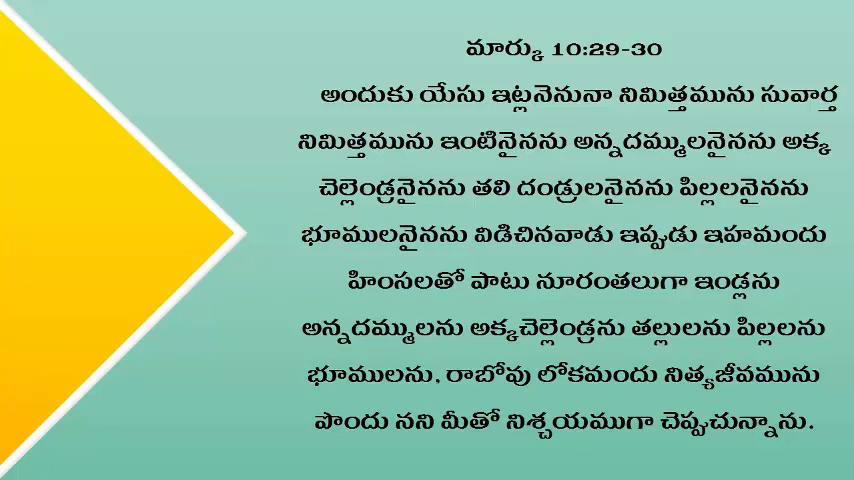 మార్కు 10:29-30
అందుకు యేసు ఇట్లనెనునా నిమిత్తమును సువార్త
నిమిత్తమును ఇంటినైనను అన్నదమ్ములనైనను అక్క
చెల్లెండ్రనైనను తలి దండ్రులనైనను పిల్లలనైనను
భూములనైనను విడిచినవాడు ఇప్పుడు ఇహమందు
హింసలతో పాటు నూరంతలుగా ఇండ్లను
అన్నదమ్ములను అక్కచెల్లెండ్రను తల్లులను పిల్లలను
భూములను, రాబోవు లోకమందు నిత్యజీవమును
పొందు నని మీతో నిశ్చయముగా చెప్పుచున్నాను.